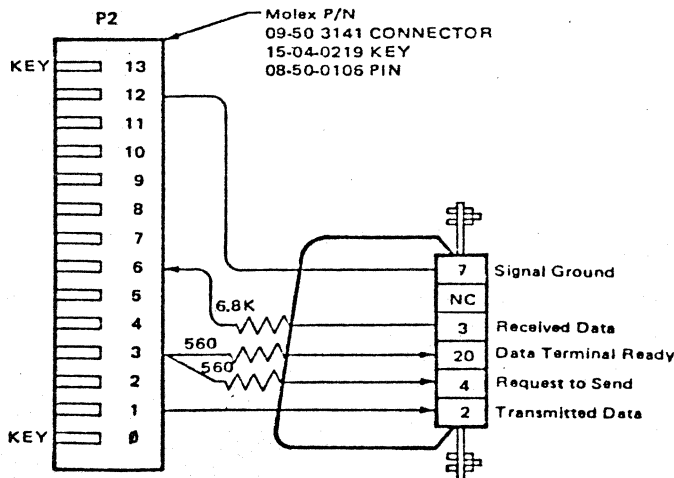 P2
Molex P/N
09-50 3141 CONNECTOR
15-04-0219 KEY
08-50-0106 PIN
KEY 13
12
11
10
9
8
7
6
5
4
3
2
1
KEY 0
6.8K
560
560
7 Signal Ground
NC
3 Received Data
20 Data Terminal Ready
4 Request to Send
2 Transmitted Data